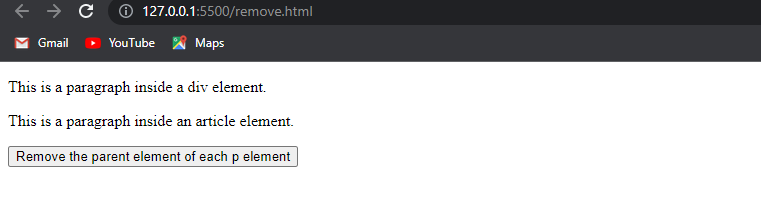 127.0.0.1:5500/remove.html
Gmail YouTube Maps
This is a paragraph inside a div element.
This is a paragraph inside an article element.
Remove the parent element of each p element